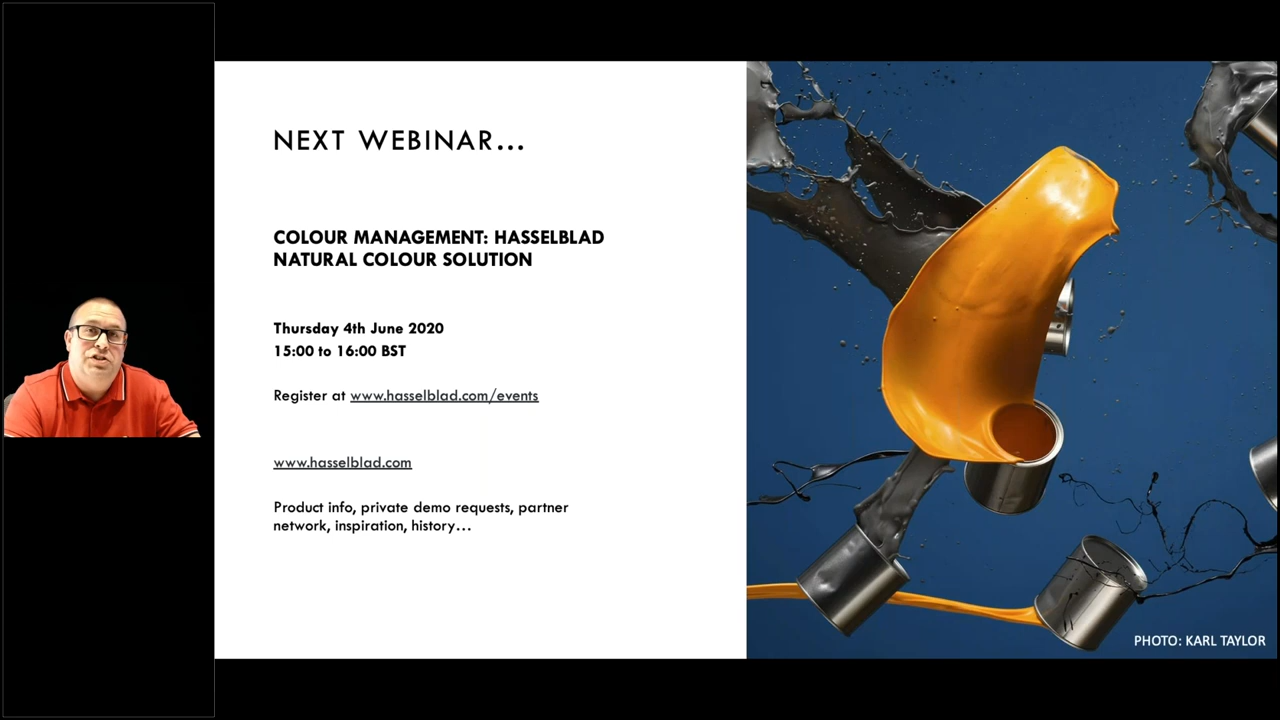 NEXT WEBINAR...
COLOUR MANAGEMENT: HASSELBLAD
NATURAL COLOUR SOLUTION
Thursday 4th June 2020
15:00 to 16:00 BST
Register at www.hasselblad.com/events
www.hasselblad.com
Product info, private demo requests, partner
network, inspiration, history...
PHOTO: KARL TAYLOR